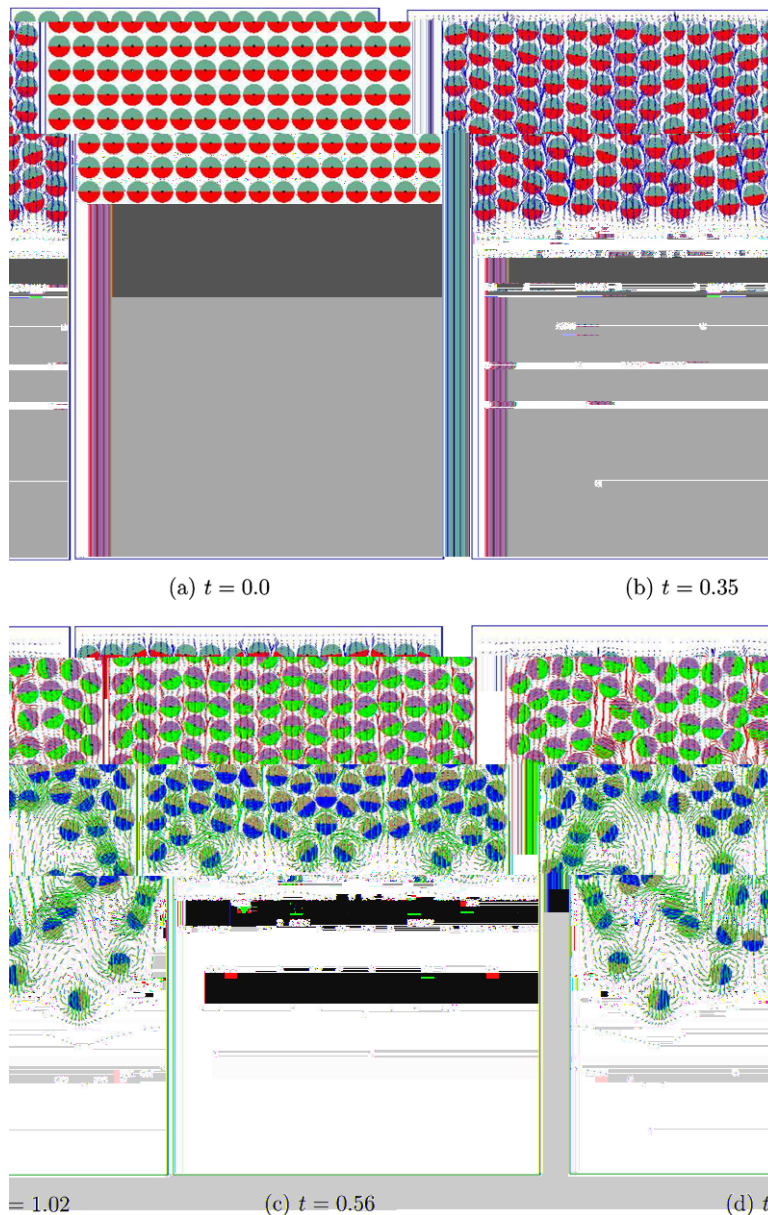 (a) t = 0.0
(b) t = 0.35
= 1.02
(c) t = 0.56
(d) t